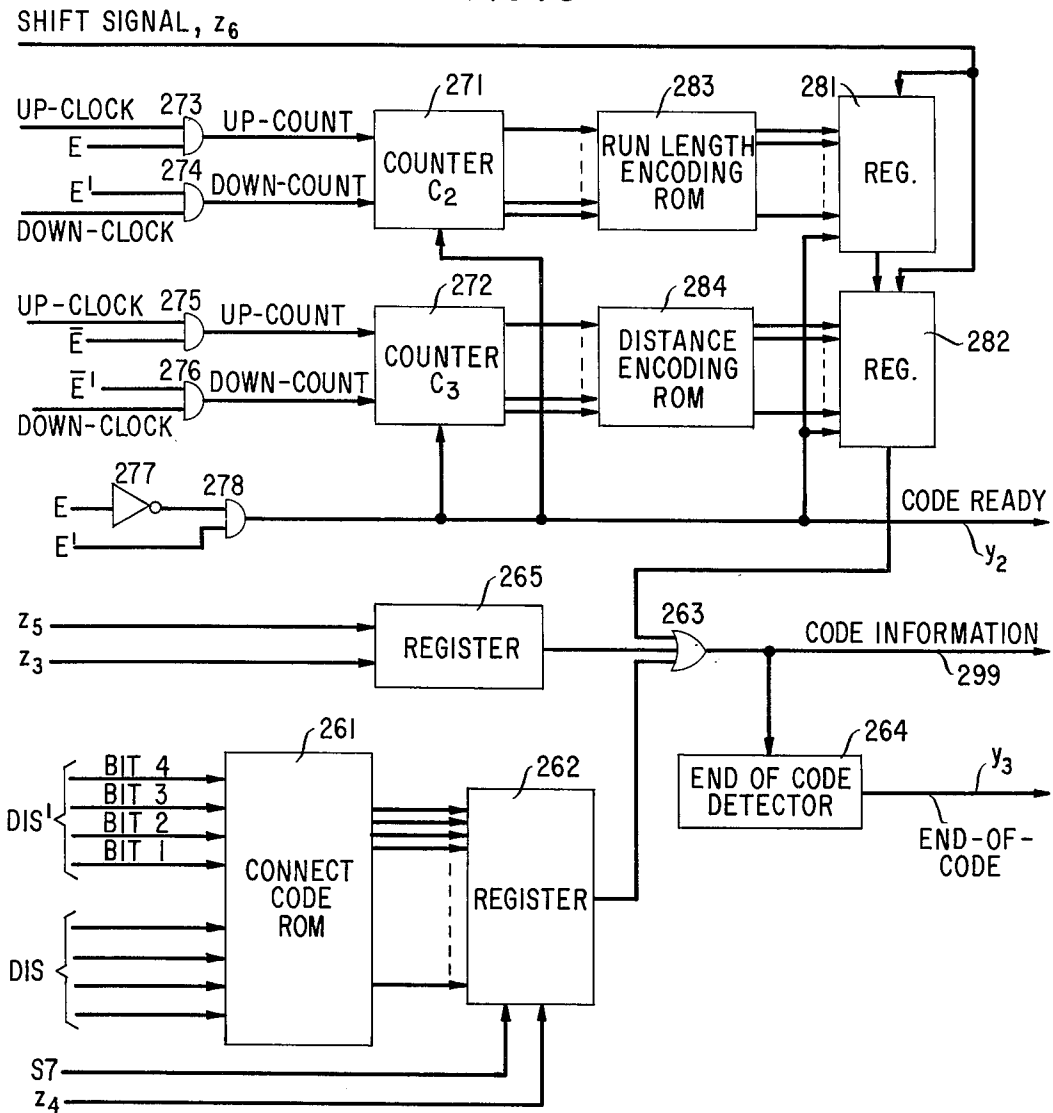 SHIFT SIGNAL, z6
UP-CLOCK
273
UP-COUNT
271
283
281
E
E'
274
DOWN-COUNT
DOWN-CLOCK
COUNTER
C2
RUN LENGTH
ENCODING
ROM
REG.
UP-CLOCK
275
UP-COUNT
272
284
282
E̅
E̅'
276
DOWN-COUNT
DOWN-CLOCK
COUNTER
C3
DISTANCE
ENCODING
ROM
REG.
277
278
E
E'
CODE READY
y2
265
z5
z3
REGISTER
263
CODE INFORMATION
299
261
262
264
DIS'
BIT 4
BIT 3
BIT 2
BIT 1
DIS
CONNECT
CODE
ROM
REGISTER
END OF CODE
DETECTOR
y3
END-OF-
CODE
S7
z4